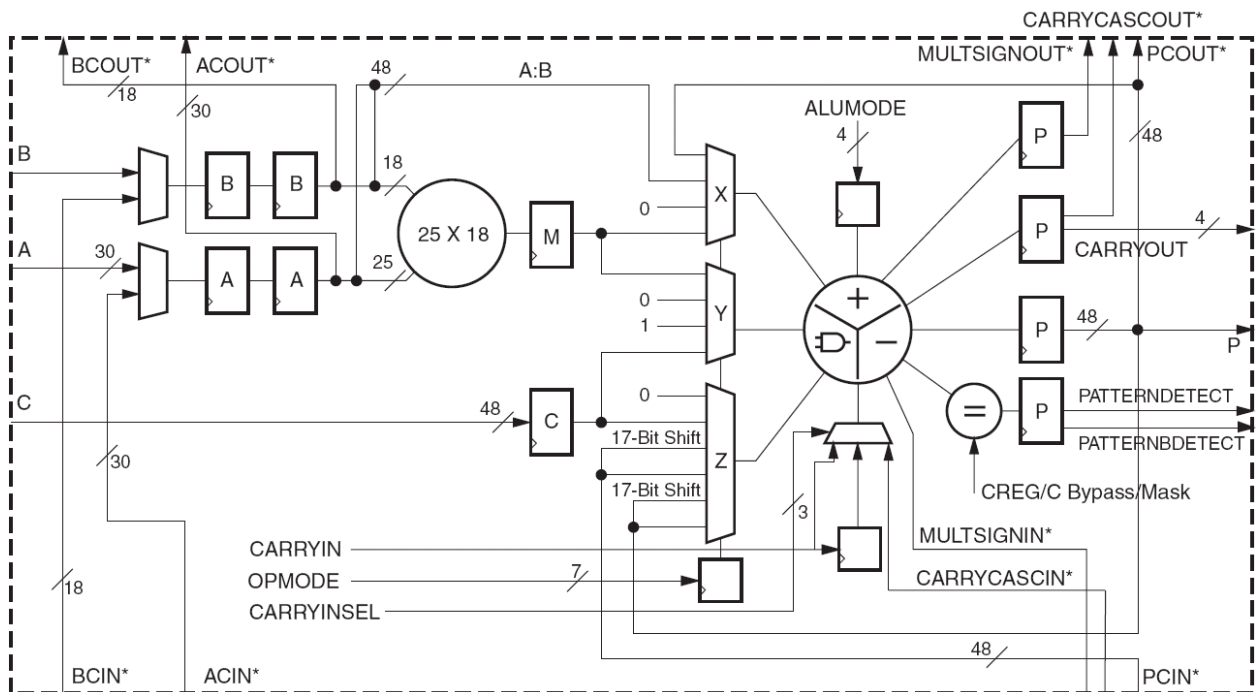 CARRYCASCOUT*
BCOUT* ACOUT* 48 A:B MULTSIGNOUT* PCOUT*
18
30
ALUMODE
4
P
48
B
18
B B
X
0
P
4
25 X 18
M
CARRYOUT
A
30
25
A A
0
Y
1
+
−
P
48
P
0
PATTERNDETECT
=
P
C
48
C
PATTERNBDETECT
17-Bit Shift
Z
30
17-Bit Shift
CREG/C Bypass/Mask
3
CARRYIN
MULTSIGNIN*
OPMODE
7
CARRYCASCIN*
18
CARRYINSEL
48
BCIN* ACIN* PCIN*